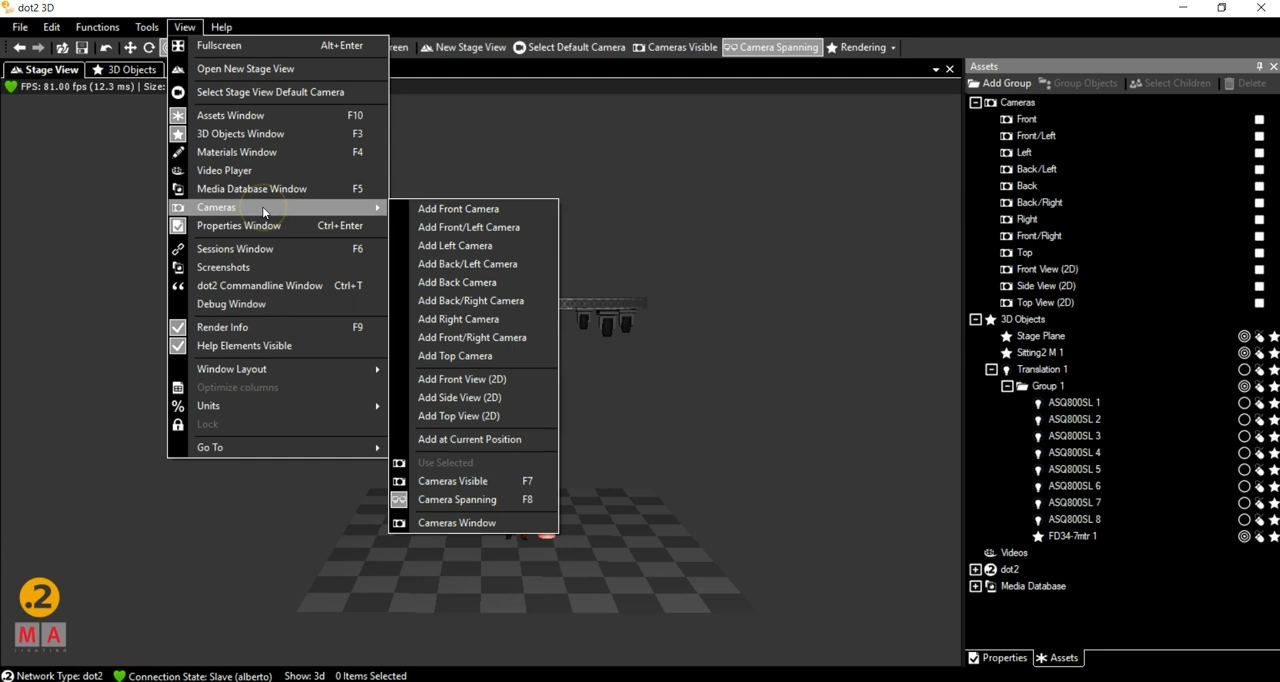 dot2 3D
File Edit Functions Tools View Help
reen New Stage View Select Default Camera Cameras Visible Camera Spanning Rendering
Stage View 3D Objects
FPS: 81.00 fps (12.3 ms) | Size:
Fullscreen Alt+Enter
Open New Stage View
Select Stage View Default Camera
Assets Window F10
3D Objects Window F3
Materials Window F4
Video Player
Media Database Window F5
Cameras
Properties Window Ctrl+Enter
Sessions Window F6
Screenshots
dot2 Commandline Window Ctrl+T
Debug Window
Render Info F9
Help Elements Visible
Window Layout
Optimize columns
Units
Lock
Go To
Add Front Camera
Add Front/Left Camera
Add Left Camera
Add Back/Left Camera
Add Back Camera
Add Back/Right Camera
Add Right Camera
Add Front/Right Camera
Add Top Camera
Add Front View (2D)
Add Side View (2D)
Add Top View (2D)
Add at Current Position
Use Selected
Cameras Visible F7
Camera Spanning F8
Cameras Window
Assets
Add Group Group Objects Select Children Delete
Cameras
Front
Front/Left
Left
Back/Left
Back
Back/Right
Right
Front/Right
Top
Front View (2D)
Side View (2D)
Top View (2D)
3D Objects
Stage Plane
Sitting2 M 1
Translation 1
Group 1
ASQ800SL 1
ASQ800SL 2
ASQ800SL 3
ASQ800SL 4
ASQ800SL 5
ASQ800SL 6
ASQ800SL 7
ASQ800SL 8
FD34-7mtr 1
Videos
dot2
Media Database
Properties Assets
.2
MA
LIGHTING
Network Type: dot2 Connection State: Slave (alberto) Show: 3d 0 Items Selected